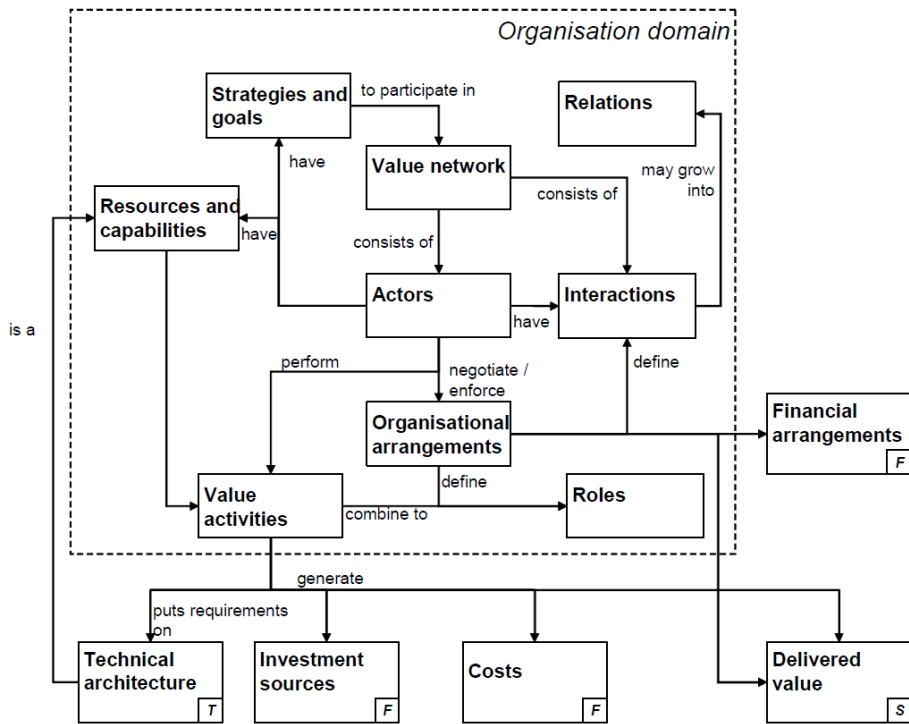 Organisation domain
Strategies and
goals
to participate in
Relations
have
Value network
may grow
into
consists of
Resources and
capabilities
have
consists of
Actors
Interactions
have
is a
perform
negotiate /
enforce
define
Organisational
arrangements
Financial
arrangements
F
define
Value
activities
combine to
Roles
generate
puts requirements
on
Technical
architecture
T
Investment
sources
F
Costs
F
Delivered
value
S